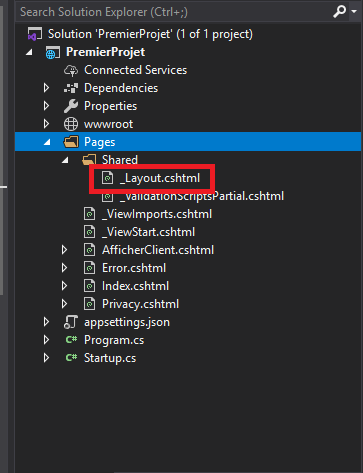 Search Solution Explorer (Ctrl+;)
Solution 'PremierProjet' (1 of 1 project)
PremierProjet
Connected Services
Dependencies
Properties
wwwroot
Pages
Shared
_Layout.cshtml
_ValidationScriptsPartial.cshtml
_ViewImports.cshtml
_ViewStart.cshtml
AfficherClient.cshtml
Error.cshtml
Index.cshtml
Privacy.cshtml
appsettings.json
C# Program.cs
C# Startup.cs